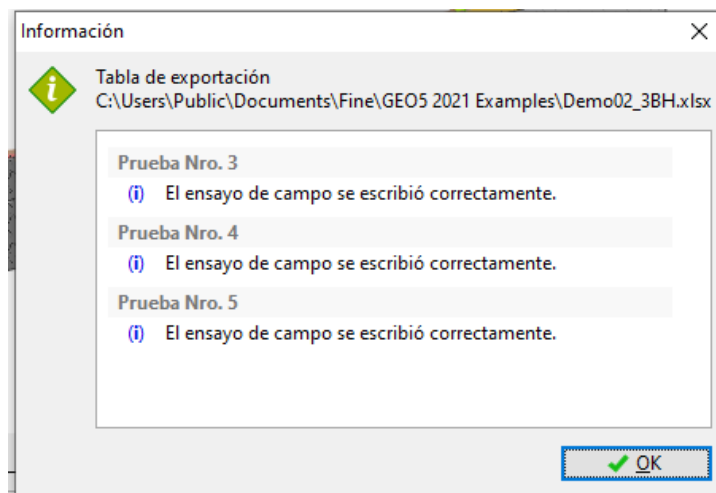 Información
Tabla de exportación
C:\Users\Public\Documents\Fine\GEO5 2021 Examples\Demo02_3BH.xlsx
Prueba Nro. 3
(i) El ensayo de campo se escribió correctamente.
Prueba Nro. 4
(i) El ensayo de campo se escribió correctamente.
Prueba Nro. 5
(i) El ensayo de campo se escribió correctamente.
OK